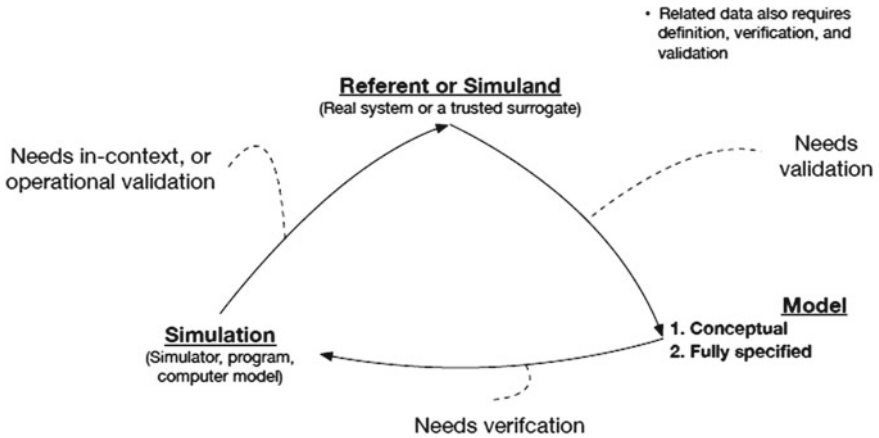 • Related data also requires
definition, verification, and
validation
Referent or Simuland
(Real system or a trusted surrogate)
Needs in-context, or
operational validation
Needs
validation
Model
1. Conceptual
2. Fully specified
Simulation
(Simulator, program,
computer model)
Needs verifcation